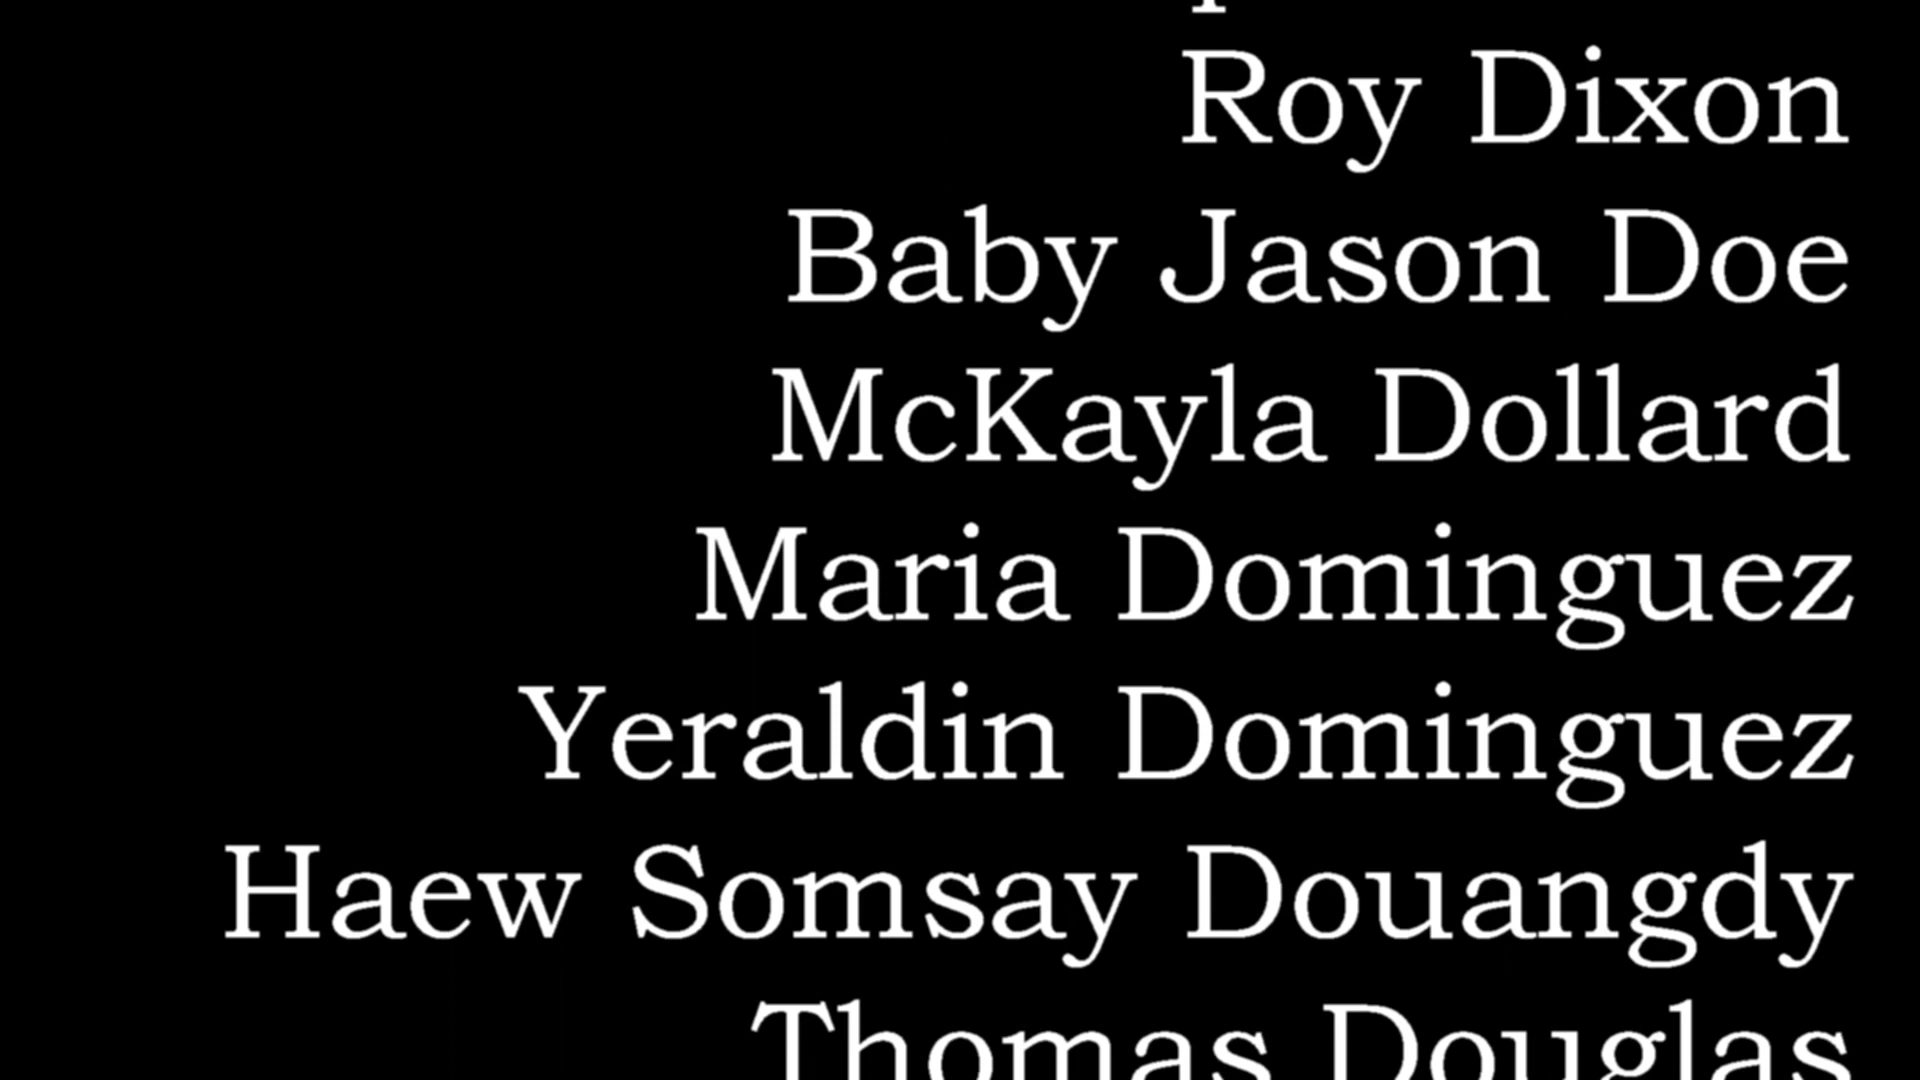 Roy Dixon
Baby Jason Doe
McKayla Dollard
Maria Dominguez
Yeraldin Dominguez
Haew Somsay Douangdy
Thomas Douglas